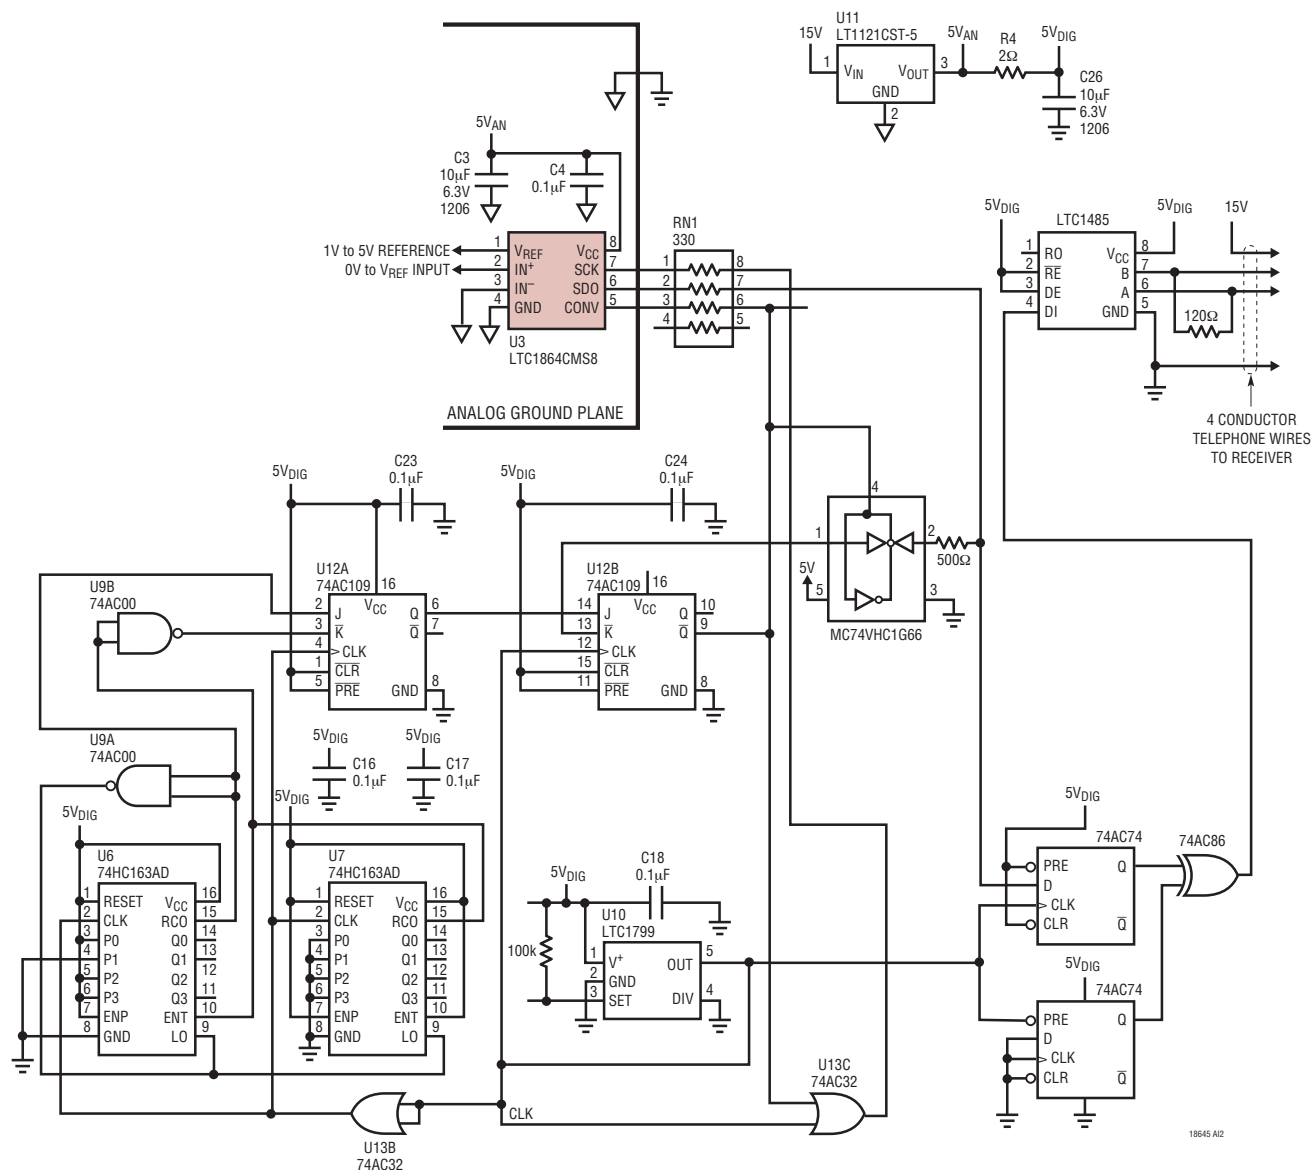 U11
LT1121CST-5
15V
5VAN
R4
2Ω
5VDIG
1
VIN
VOUT
3
GND
2
C26
10µF
6.3V
1206
5VAN
C3
10µF
6.3V
1206
C4
0.1µF
1V to 5V REFERENCE
0V to VREF INPUT
1
2
3
4
VREF
IN+
IN–
GND
VCC
SCK
SDO
CONV
8
7
6
5
U3
LTC1864CMS8
RN1
330
1
2
3
4
8
7
6
5
ANALOG GROUND PLANE
5VDIG
LTC1485
5VDIG
15V
1
2
3
4
RO
RE
DE
DI
VCC
B
A
GND
8
7
6
5
120Ω
4 CONDUCTOR
TELEPHONE WIRES
TO RECEIVER
5VDIG
C23
0.1µF
5VDIG
C24
0.1µF
U9B
74AC00
U12A
74AC109
16
VCC
2
3
4
1
5
J
K
> CLK
CLR
PRE
Q
Q
GND
6
7
8
U12B
74AC109
16
VCC
14
13
12
15
11
J
K
> CLK
CLR
PRE
Q
Q
GND
10
9
8
4
1
2
500Ω
5V
5
3
MC74VHC1G66
U9A
74AC00
5VDIG
C16
0.1µF
5VDIG
C17
0.1µF
5VDIG
U6
74HC163AD
1
2
3
4
5
6
7
8
RESET
CLK
P0
P1
P2
P3
ENP
GND
VCC
RCO
Q0
Q1
Q2
Q3
ENT
LO
16
15
14
13
12
11
10
9
5VDIG
U7
74HC163AD
1
2
3
4
5
6
7
8
RESET
CLK
P0
P1
P2
P3
ENP
GND
VCC
RCO
Q0
Q1
Q2
Q3
ENT
LO
16
15
14
13
12
11
10
9
5VDIG
C18
0.1µF
U10
LTC1799
100k
1
2
3
V+
GND
SET
OUT
DIV
5
4
5VDIG
74AC74
PRE
D
> CLK
CLR
Q
Q
74AC86
5VDIG
74AC74
PRE
D
> CLK
CLR
Q
Q
U13B
74AC32
CLK
U13C
74AC32
18645 AI2